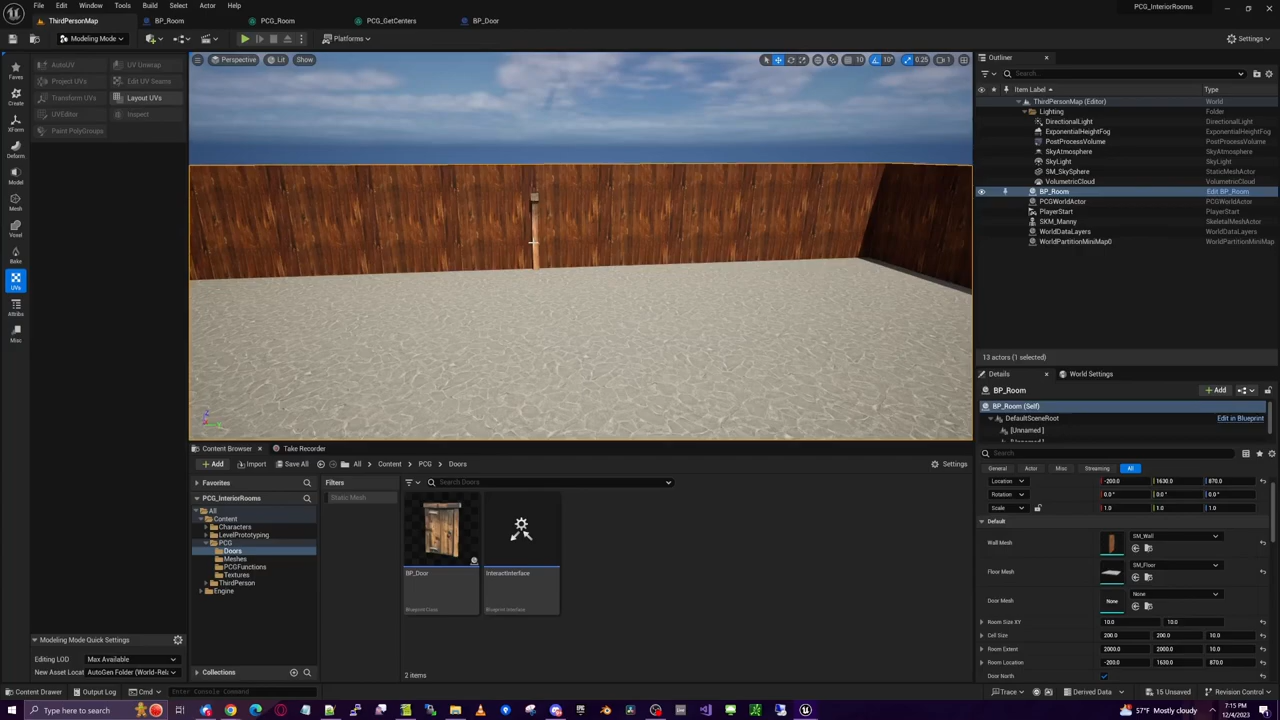 File Edit Window Tools Build Select Actor Help
PCG_InteriorRooms
ThirdPersonMap BP_Room PCG_Room PCG_GetCenters BP_Door
Modeling Mode Platforms Settings
AutoUV UV Unwrap
Project UVs Edit UV Seams
Transform UVs Layout UVs
UVEditor Inspect
Paint PolyGroups
Faves
Create
XForm
Deform
Model
Mesh
Voxel
Bake
UVs
Attribs
Misc
Perspective Lit Show 10 10° 0.25 1
Outliner
Search...
Item Label Type
ThirdPersonMap (Editor) World
Lighting Folder
DirectionalLight DirectionalLight
ExponentialHeightFog ExponentialHeightFog
PostProcessVolume PostProcessVolume
SkyAtmosphere SkyAtmosphere
SkyLight SkyLight
SM_SkySphere StaticMeshActor
VolumetricCloud VolumetricCloud
BP_Room Edit BP_Room
PCGWorldActor PCGWorldActor
PlayerStart PlayerStart
SKM_Manny SkeletalMeshActor
WorldDataLayers WorldDataLayers
WorldPartitionMiniMap0 WorldPartitionMiniMap
13 actors (1 selected)
Details World Settings
BP_Room Add
BP_Room (Self)
DefaultSceneRoot Edit in Blueprint
[Unnamed ]
[Unnamed ]
Search
General Actor Misc Streaming All
Location -200.0 1630.0 870.0
Rotation 0.0° 0.0° 0.0°
Scale 1.0 1.0 1.0
Default
Wall Mesh SM_Wall
Floor Mesh SM_Floor
Door Mesh None None
Room Size XY 10.0 10.0
Cell Size 200.0 200.0 10.0
Room Extent 2000.0 2000.0 10.0
Room Location -200.0 1630.0 870.0
Door North
Content Browser Take Recorder
Add Import Save All All Content PCG Doors Settings
Favorites
PCG_InteriorRooms
All
Content
Characters
LevelPrototyping
PCG
Doors
Meshes
PCGFunctions
Textures
ThirdPerson
Engine
Collections
Filters
Static Mesh
Search Doors
BP_Door InteractInterface
Blueprint Class Blueprint Interface
2 items
Modeling Mode Quick Settings
Editing LOD Max Available
New Asset Locat AutoGen Folder (World-Rela
Content Drawer Output Log Cmd Enter Console Command Trace Derived Data 15 Unsaved Revision Control
Type here to search 57°F Mostly cloudy 7:15 PM
12/4/2023